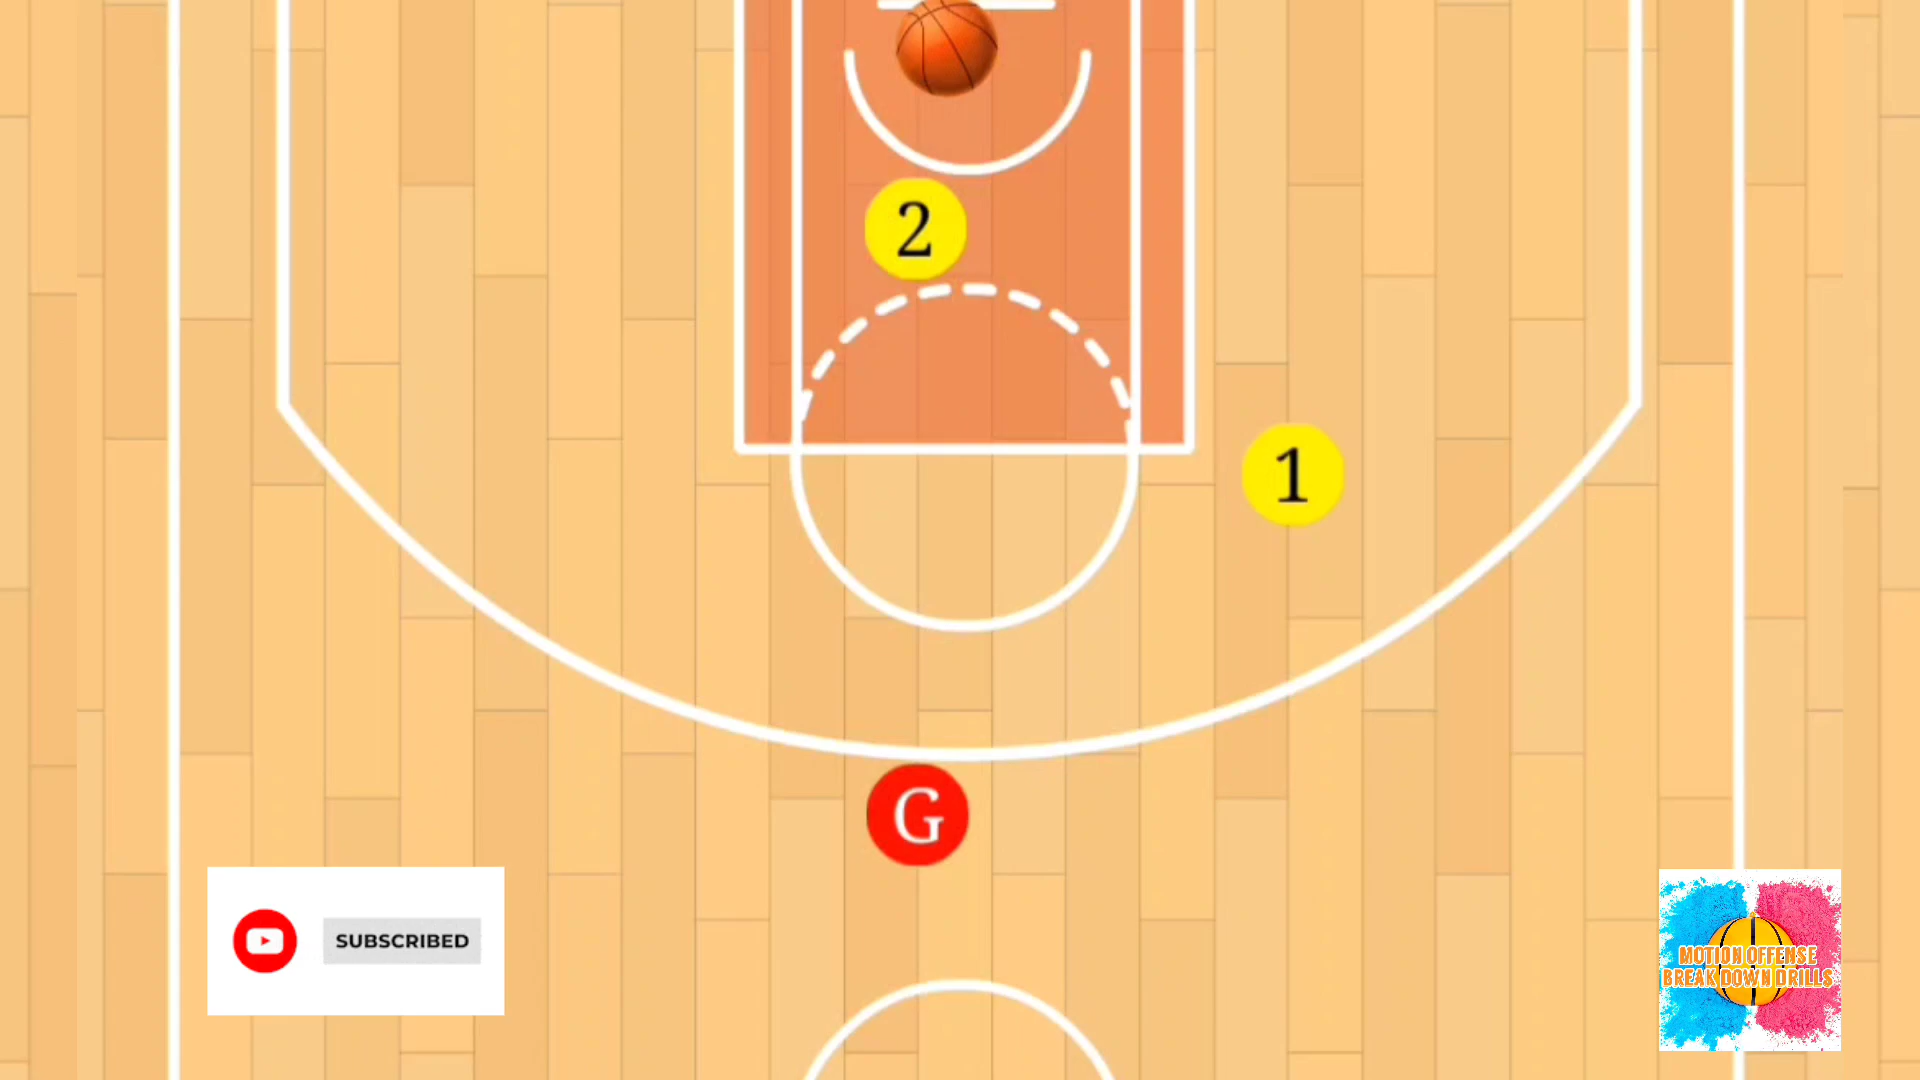 2
1
G
SUBSCRIBED
MOTION OFFENSE
BREAK DOWN DRILLS